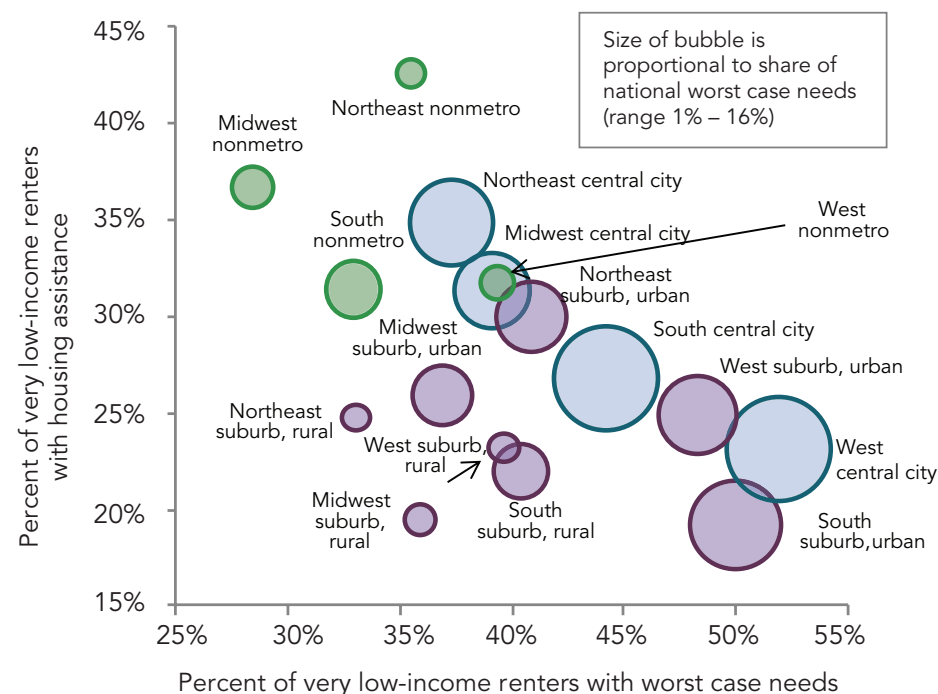 45%
40%
35%
30%
25%
20%
15%
Percent of very low-income renters
with housing assistance
Size of bubble is
proportional to share of
national worst case needs
(range 1% – 16%)
Northeast nonmetro
Midwest
nonmetro
Northeast central city
West
nonmetro
South
nonmetro
Midwest central city
Northeast
suburb, urban
Midwest
suburb, urban
South central city
West suburb, urban
Northeast
suburb, rural
West suburb,
rural
West
central city
Midwest
suburb,
rural
South
suburb, rural
South
suburb,urban
25%
30%
35%
40%
45%
50%
55%
Percent of very low-income renters with worst case needs